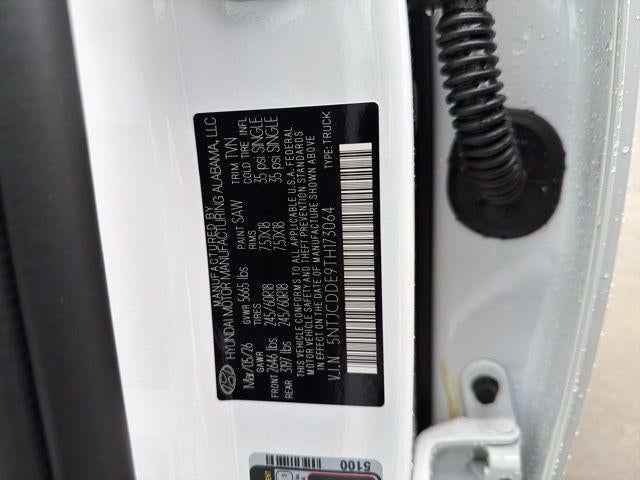 MANUFACTURED BY
HYUNDAI MOTOR MANUFACTURING ALABAMA, LLC
Mar/05/26 GVWR 5665 lbs PAINT SAW TRIM TVN
GAWR TIRES RIMS COLD TIRE INFL
FRONT 2646 lbs 245/60R18 7.5JX18 35 psi SINGLE
REAR 3197 lbs 245/60R18 7.5JX18 35 psi SINGLE
THIS VEHICLE CONFORMS TO ALL APPLICABLE U.S.A. FEDERAL
MOTOR VEHICLE SAFETY AND THEFT PREVENTION STANDARDS
IN EFFECT ON THE DATE OF MANUFACTURE SHOWN ABOVE
V.I.N 5NTJCDDE9TH173064 TYPE: TRUCK
5100